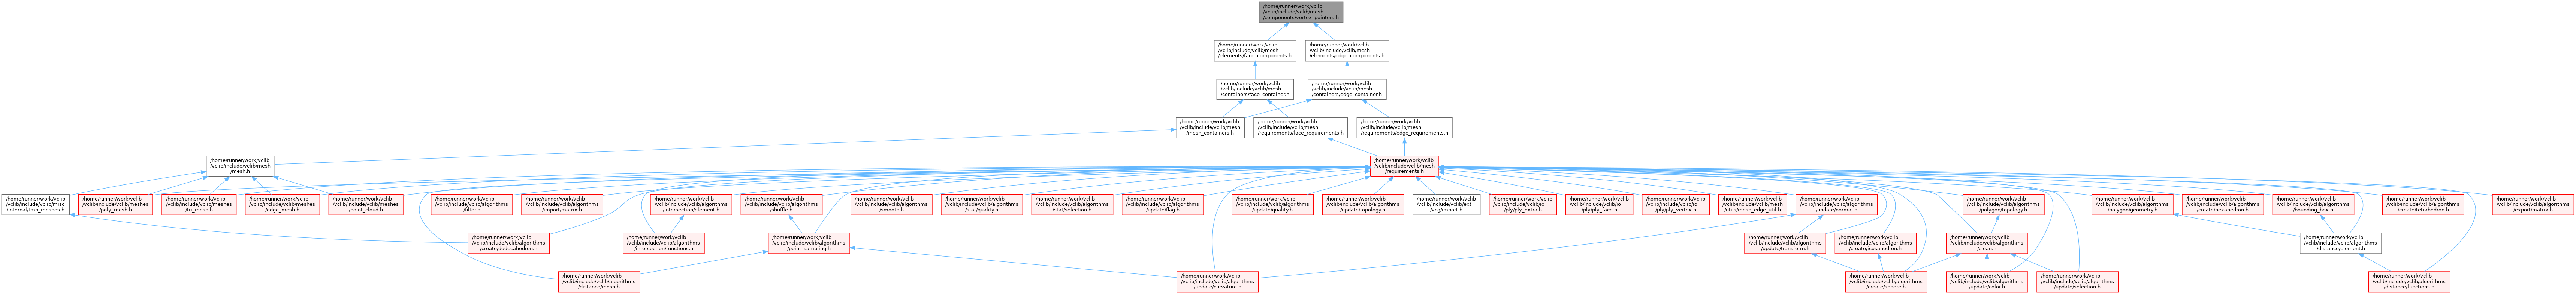 /home/runner/work/vclib
/vclib/include/vclib/mesh
/components/vertex_pointers.h
/home/runner/work/vclib
/vclib/include/vclib/mesh
/elements/face_components.h
/home/runner/work/vclib
/vclib/include/vclib/mesh
/elements/edge_components.h
/home/runner/work/vclib
/vclib/include/vclib/mesh
/containers/face_container.h
/home/runner/work/vclib
/vclib/include/vclib/mesh
/containers/edge_container.h
/home/runner/work/vclib
/vclib/include/vclib/mesh
/mesh_containers.h
/home/runner/work/vclib
/vclib/include/vclib/mesh
/requirements/face_requirements.h
/home/runner/work/vclib
/vclib/include/vclib/mesh
/requirements/edge_requirements.h
/home/runner/work/vclib
/vclib/include/vclib/mesh
/mesh.h
/home/runner/work/vclib
/vclib/include/vclib/mesh
/requirements.h
/home/runner/work/vclib
/vclib/include/vclib/misc
/internal/tmp_meshes.h
/home/runner/work/vclib
/vclib/include/vclib/meshes
/poly_mesh.h
/home/runner/work/vclib
/vclib/include/vclib/meshes
/tri_mesh.h
/home/runner/work/vclib
/vclib/include/vclib/meshes
/edge_mesh.h
/home/runner/work/vclib
/vclib/include/vclib/meshes
/point_cloud.h
/home/runner/work/vclib
/vclib/include/vclib/algorithms
/filter.h
/home/runner/work/vclib
/vclib/include/vclib/algorithms
/import/matrix.h
/home/runner/work/vclib
/vclib/include/vclib/algorithms
/intersection/element.h
/home/runner/work/vclib
/vclib/include/vclib/algorithms
/shuffle.h
/home/runner/work/vclib
/vclib/include/vclib/algorithms
/smooth.h
/home/runner/work/vclib
/vclib/include/vclib/algorithms
/stat/quality.h
/home/runner/work/vclib
/vclib/include/vclib/algorithms
/stat/selection.h
/home/runner/work/vclib
/vclib/include/vclib/algorithms
/update/flag.h
/home/runner/work/vclib
/vclib/include/vclib/algorithms
/update/quality.h
/home/runner/work/vclib
/vclib/include/vclib/algorithms
/update/topology.h
/home/runner/work/vclib
/vclib/include/vclib/ext
/vcg/import.h
/home/runner/work/vclib
/vclib/include/vclib/io
/ply/ply_extra.h
/home/runner/work/vclib
/vclib/include/vclib/io
/ply/ply_face.h
/home/runner/work/vclib
/vclib/include/vclib/io
/ply/ply_vertex.h
/home/runner/work/vclib
/vclib/include/vclib/mesh
/utils/mesh_edge_util.h
/home/runner/work/vclib
/vclib/include/vclib/algorithms
/update/normal.h
/home/runner/work/vclib
/vclib/include/vclib/algorithms
/polygon/topology.h
/home/runner/work/vclib
/vclib/include/vclib/algorithms
/polygon/geometry.h
/home/runner/work/vclib
/vclib/include/vclib/algorithms
/create/hexahedron.h
/home/runner/work/vclib
/vclib/include/vclib/algorithms
/bounding_box.h
/home/runner/work/vclib
/vclib/include/vclib/algorithms
/create/tetrahedron.h
/home/runner/work/vclib
/vclib/include/vclib/algorithms
/export/matrix.h
/home/runner/work/vclib
/vclib/include/vclib/algorithms
/create/dodecahedron.h
/home/runner/work/vclib
/vclib/include/vclib/algorithms
/intersection/functions.h
/home/runner/work/vclib
/vclib/include/vclib/algorithms
/point_sampling.h
/home/runner/work/vclib
/vclib/include/vclib/algorithms
/update/transform.h
/home/runner/work/vclib
/vclib/include/vclib/algorithms
/create/icosahedron.h
/home/runner/work/vclib
/vclib/include/vclib/algorithms
/clean.h
/home/runner/work/vclib
/vclib/include/vclib/algorithms
/distance/element.h
/home/runner/work/vclib
/vclib/include/vclib/algorithms
/distance/mesh.h
/home/runner/work/vclib
/vclib/include/vclib/algorithms
/update/curvature.h
/home/runner/work/vclib
/vclib/include/vclib/algorithms
/create/sphere.h
/home/runner/work/vclib
/vclib/include/vclib/algorithms
/update/color.h
/home/runner/work/vclib
/vclib/include/vclib/algorithms
/update/selection.h
/home/runner/work/vclib
/vclib/include/vclib/algorithms
/distance/functions.h